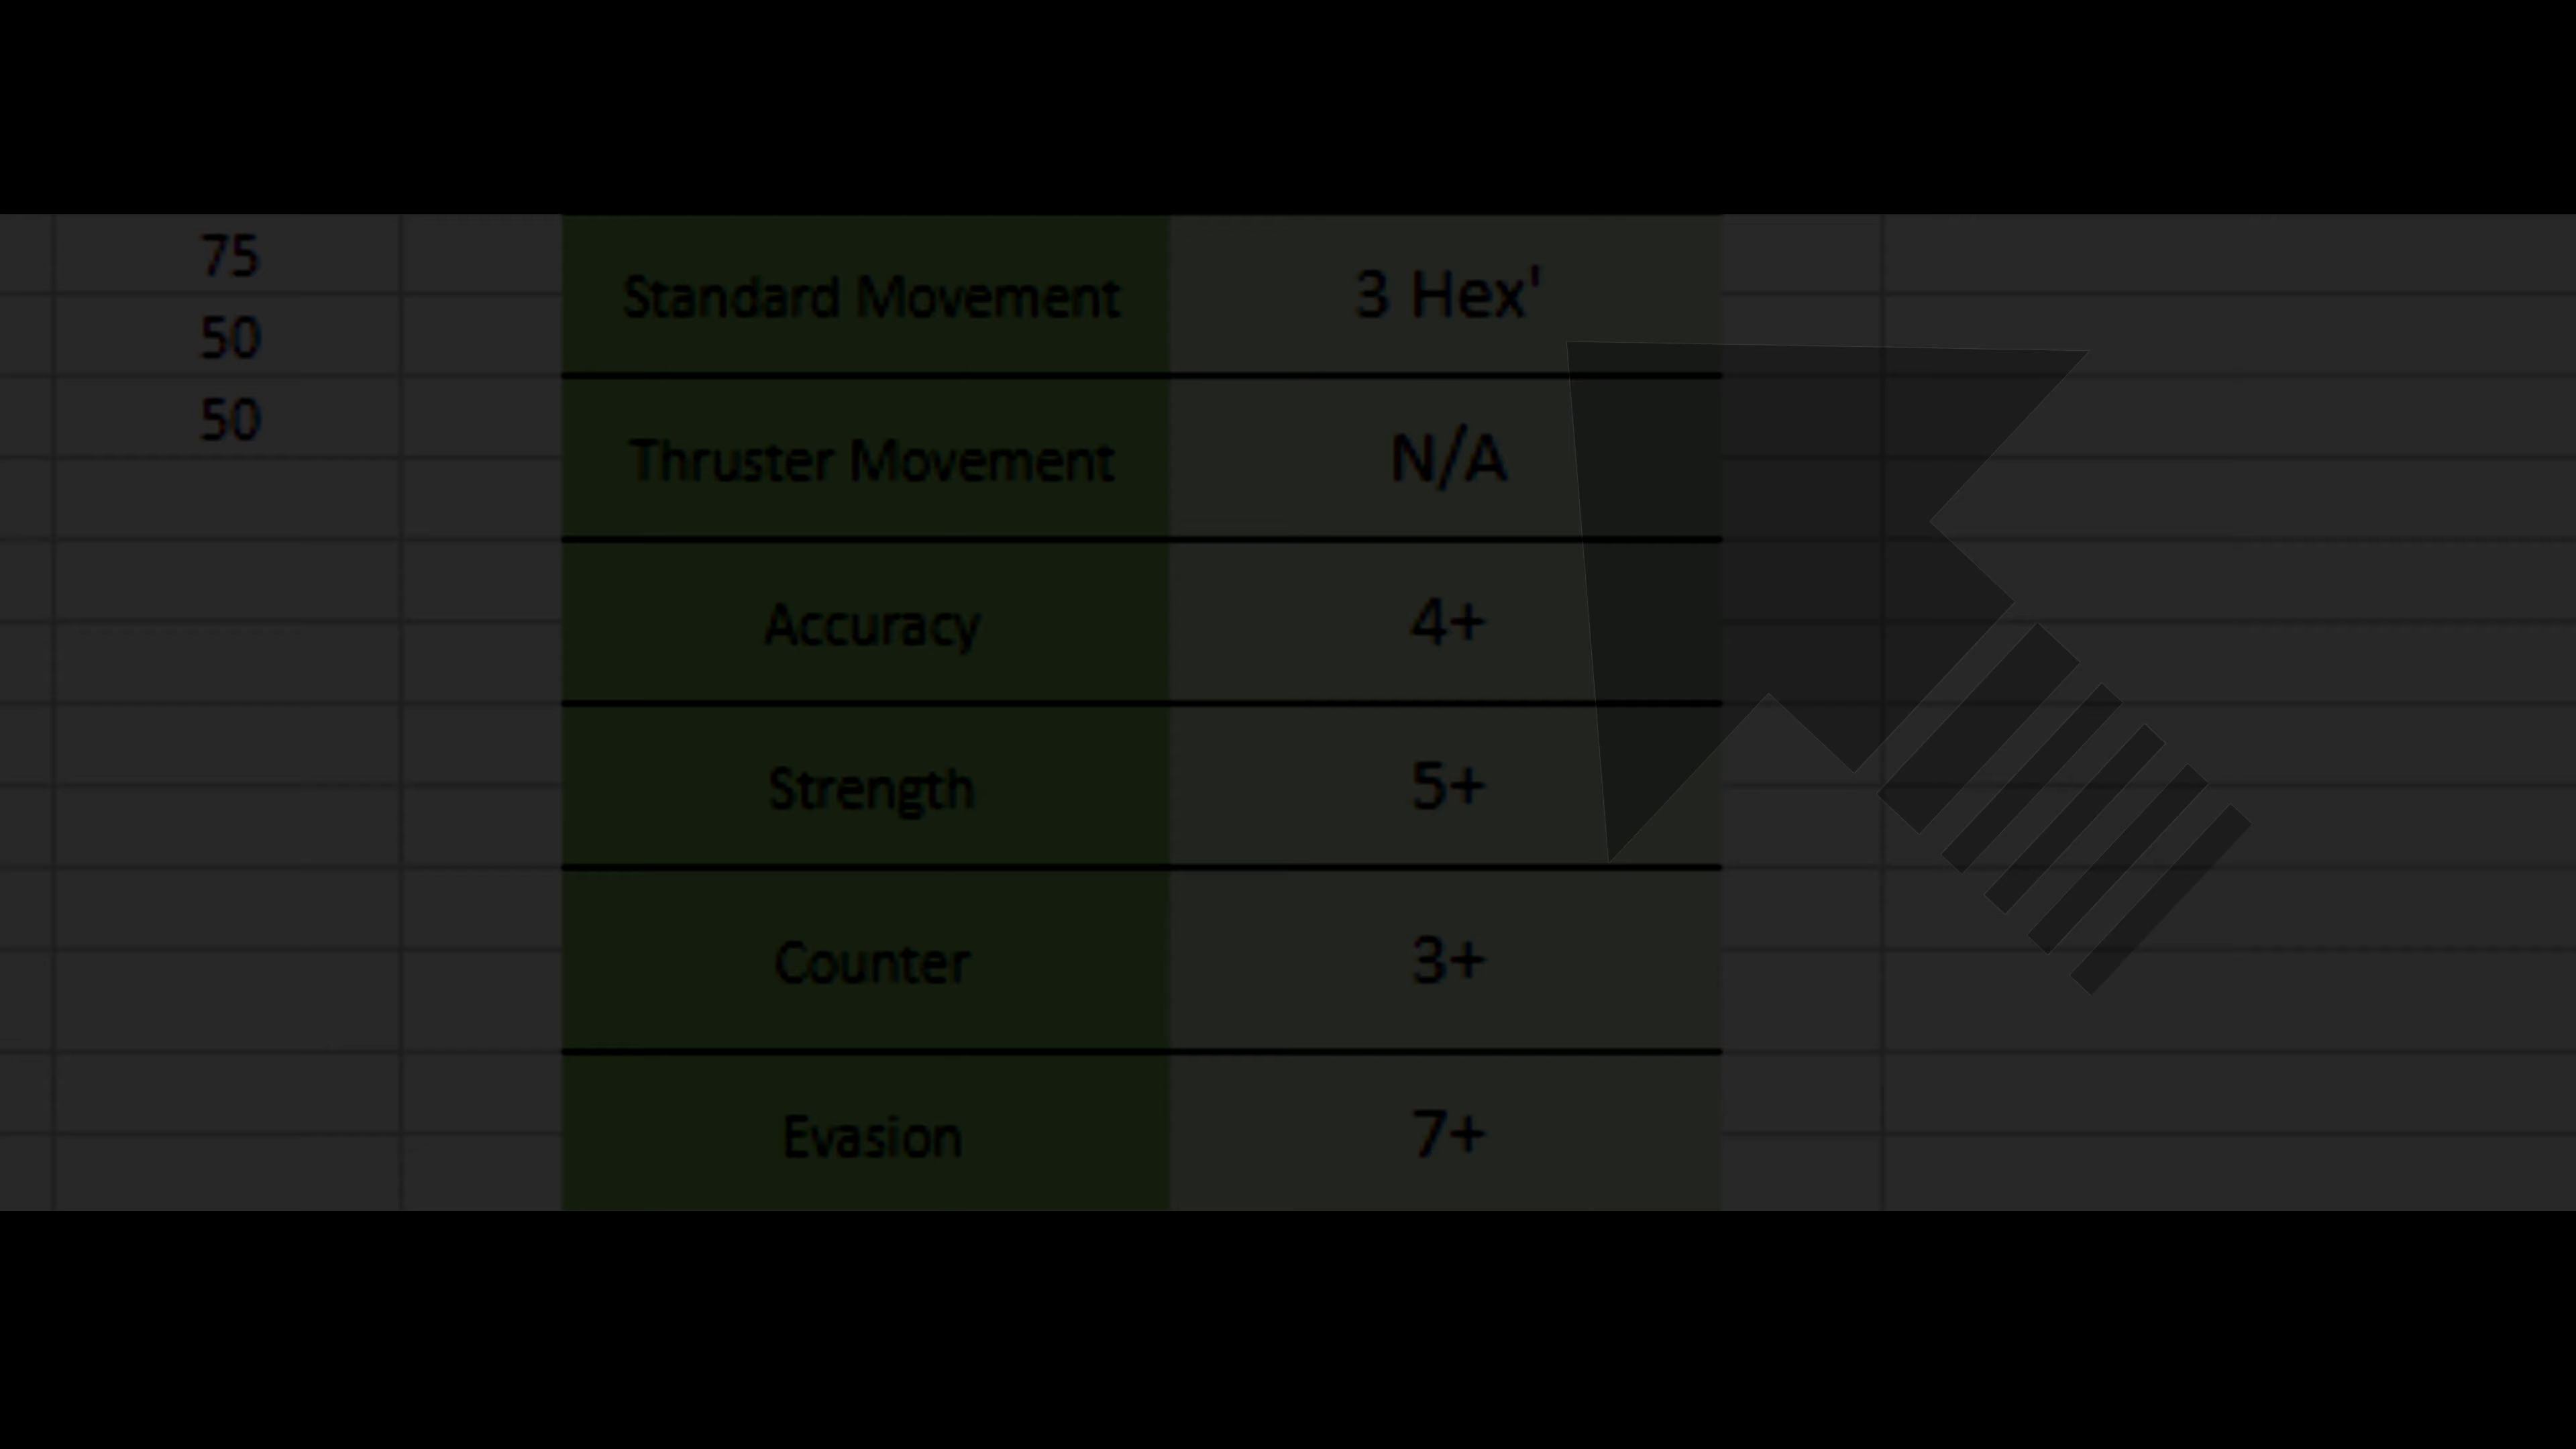 75
50
50
Standard Movement 3 Hex'
Thruster Movement N/A
Accuracy 4+
Strength 5+
Counter 3+
Evasion 7+